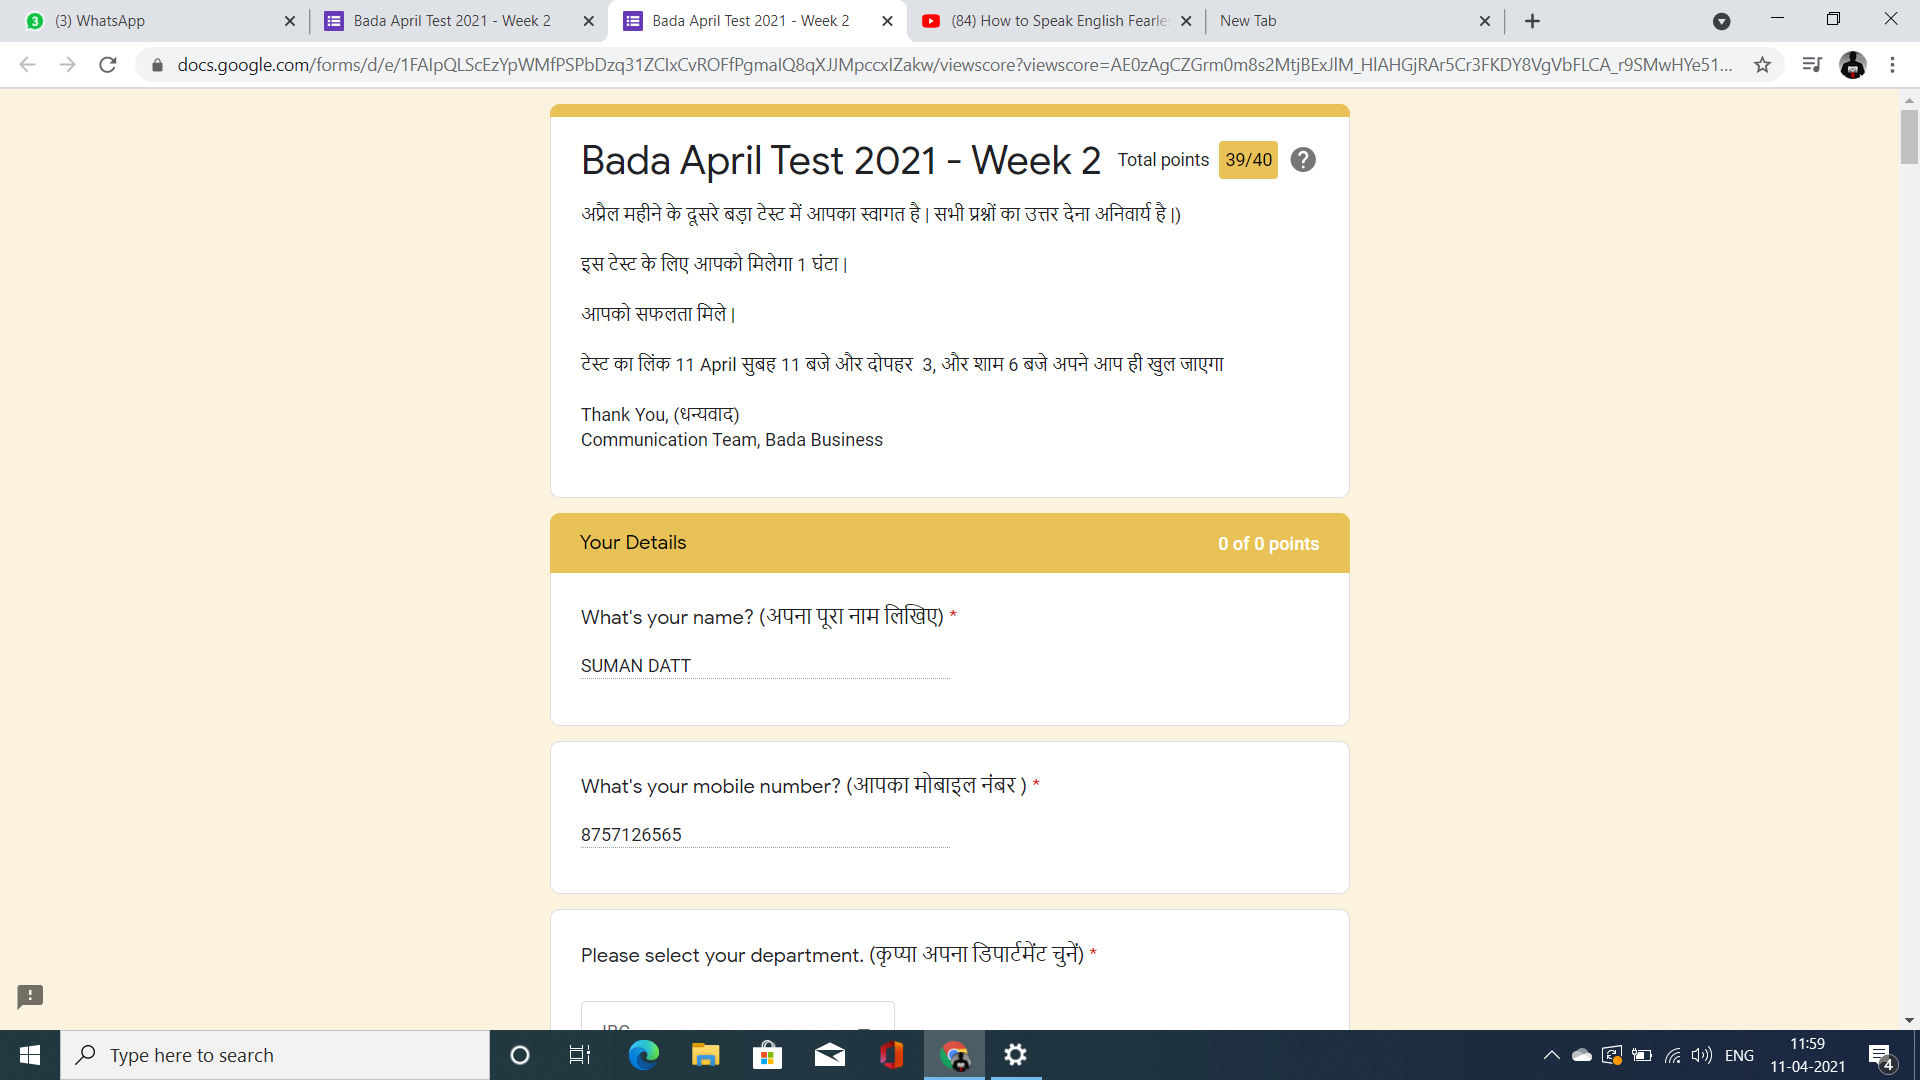 (3) WhatsApp
Bada April Test 2021 - Week 2
Bada April Test 2021 - Week 2
(84) How to Speak English Fearle
New Tab
docs.google.com/forms/d/e/1FAIpQLScEzYpWMfPSPbDzq31ZCIxCvROFfPgmaIQ8qXJJMpccxIZakw/viewscore?viewscore=AE0zAgCZGrm0m8s2MtjBExJlM_HlAHGjRAr5Cr3FKDY8VgVbFLCA_r9SMwHYe51...
Bada April Test 2021 - Week 2
Total points 39/40
अप्रैल महीने के दूसरे बड़ा टेस्ट में आपका स्वागत है | सभी प्रश्नों का उत्तर देना अनिवार्य है |)
इस टेस्ट के लिए आपको मिलेगा 1 घंटा |
आपको सफलता मिले |
टेस्ट का लिंक 11 April सुबह 11 बजे और दोपहर 3, और शाम 6 बजे अपने आप ही खुल जाएगा
Thank You, (धन्यवाद)
Communication Team, Bada Business
Your Details
0 of 0 points
What's your name? (अपना पूरा नाम लिखिए) *
SUMAN DATT
What's your mobile number? (आपका मोबाइल नंबर ) *
8757126565
Please select your department. (कृप्या अपना डिपार्टमेंट चुनें) *
Type here to search
ENG
11:59
11-04-2021
4